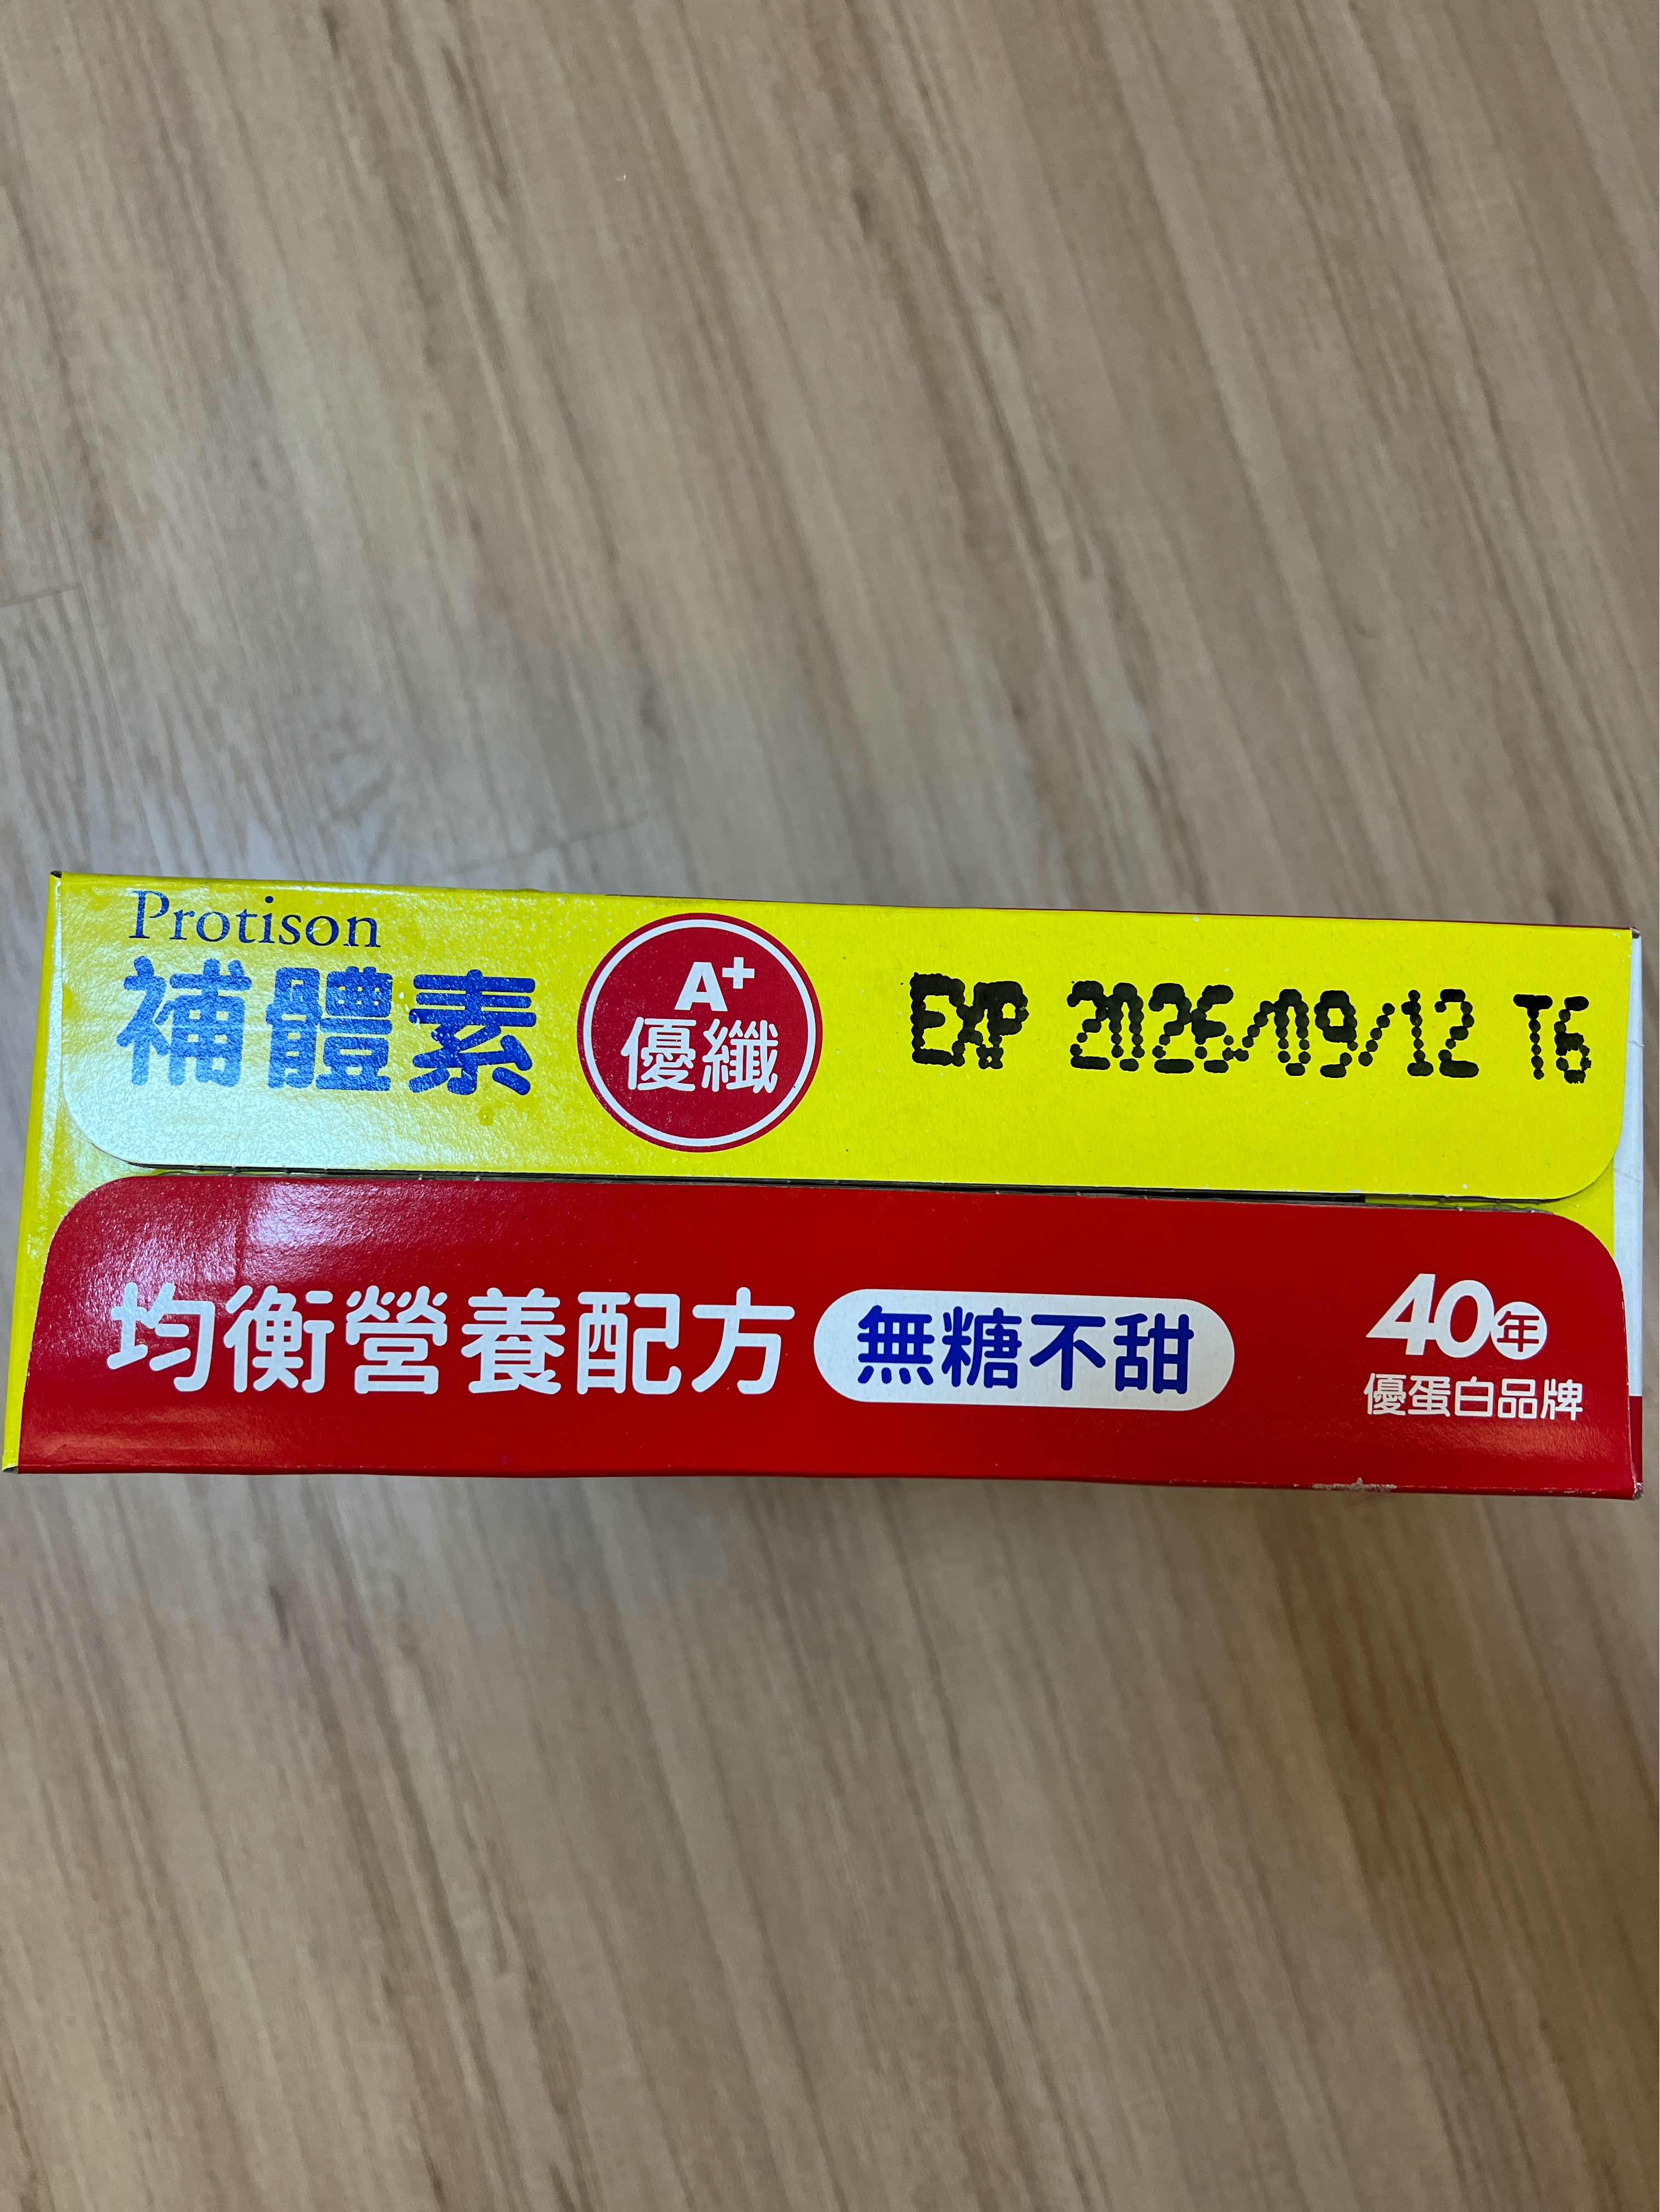 Protison
補體素
A+
優纖
EXP 2026/09/12 T6
均衡營養配方 無糖不甜
40年
優蛋白品牌